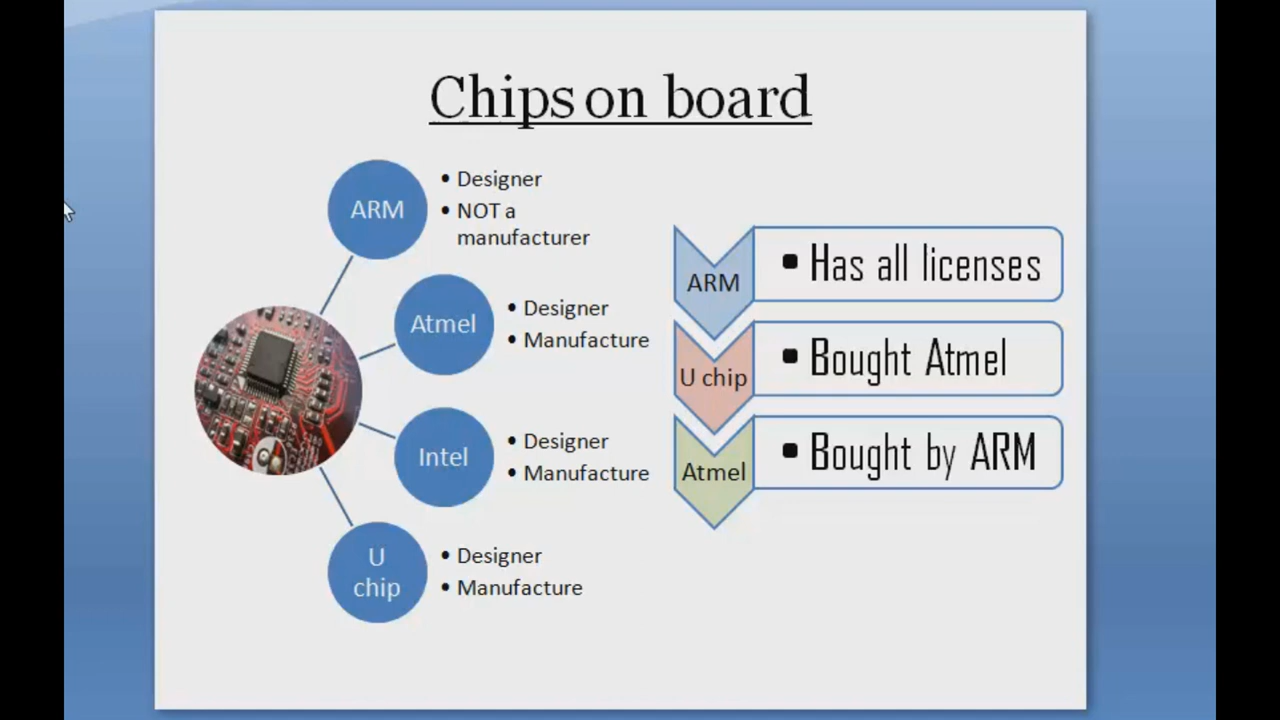 Chips on board
ARM
• Designer
• NOT a
manufacturer
Atmel
• Designer
• Manufacture
Intel
• Designer
• Manufacture
U
chip
• Designer
• Manufacture
ARM
▪ Has all licenses
U chip
▪ Bought Atmel
Atmel
▪ Bought by ARM